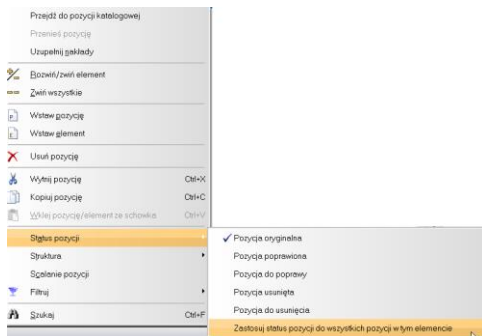 Przejdź do pozycji katalogowej
Przenieś pozycję
Uzupełnij nakłady
Rozwiń/zwiń element
Zwiń wszystkie
Wstaw pozycję
Wstaw element
Usuń pozycję
Wytnij pozycję Ctrl+X
Kopiuj pozycję Ctrl+C
Wklej pozycję/element ze schowka Ctrl+V
Status pozycji
Struktura
Scalanie pozycji
Filtruj
Szukaj Ctrl+F
Pozycja oryginalna
Pozycja poprawiona
Pozycja do poprawy
Pozycja usunięta
Pozycja do usunięcia
Zastosuj status pozycji do wszystkich pozycji w tym elemencie